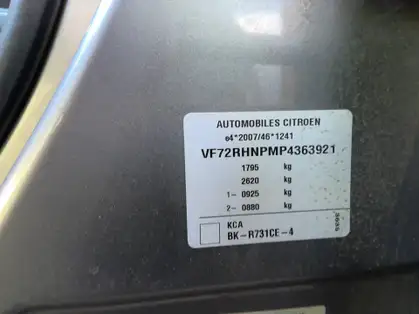 AUTOMOBILES CITROEN
e4*2007/46*1241
VF72RHNPMP4363921
1795 kg
2620 kg
1- 0925 kg
2- 0880 kg
KCA
BK-R731CE-4